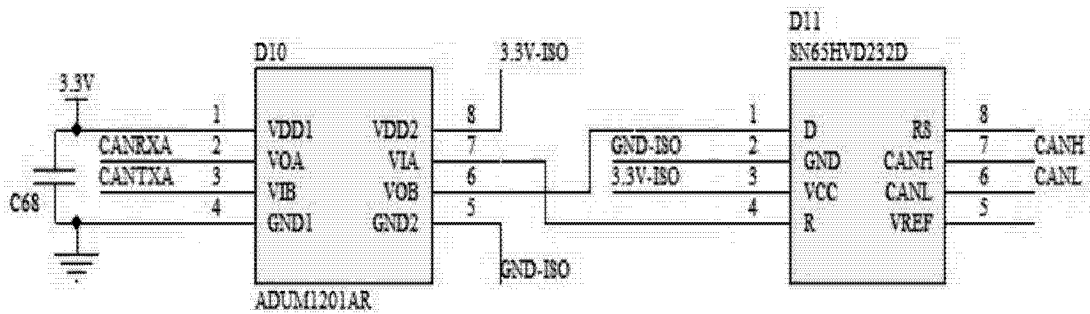 D11
D10
3.3V-ISO
SN65HVD232D
3.3V
1
VDD1
VDD2
8
1
D
RS
8
CANRXA
2
VOA
VIA
7
GND-ISO
2
GND
CANH
7
CANH
CANTXA
3
VIB
VOB
6
3.3V-ISO
3
VCC
CANL
6
CANL
C68
4
GND1
GND2
5
4
R
VREF
5
GND-ISO
ADUM1201AR